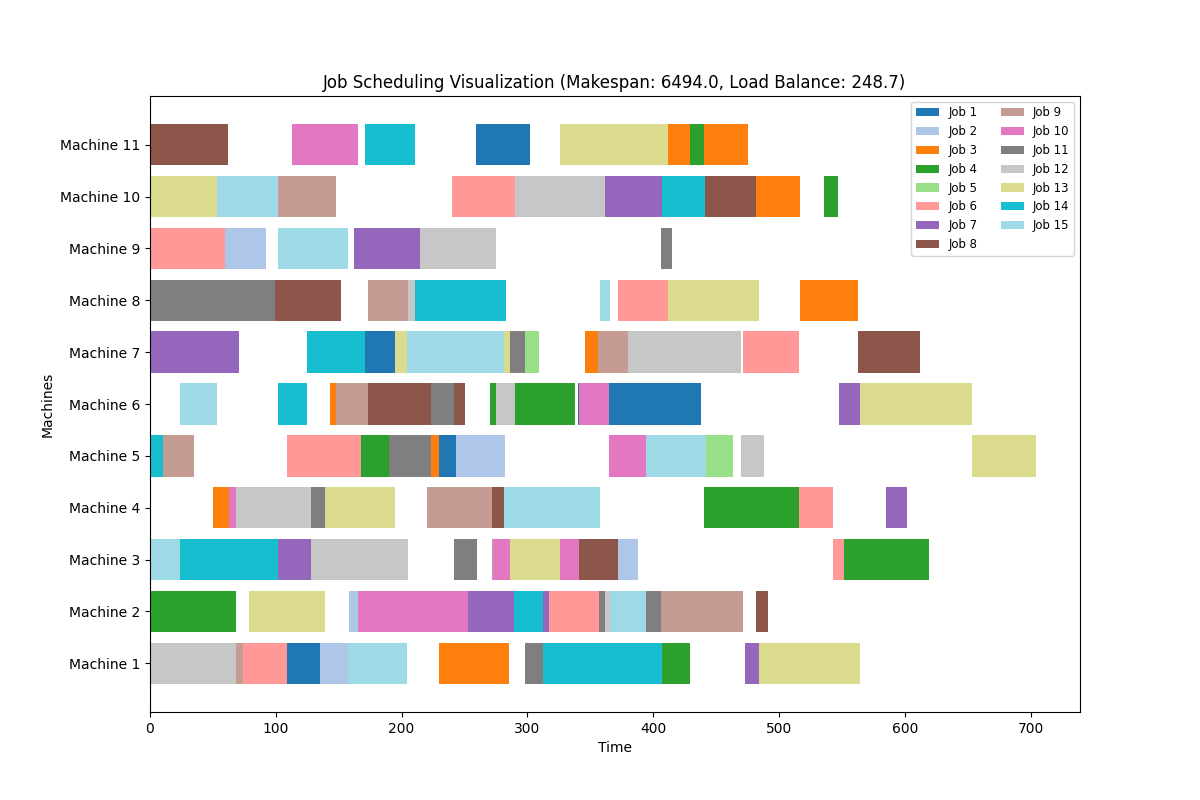 Job Scheduling Visualization (Makespan: 6494.0, Load Balance: 248.7)
Machine 11
Machine 10
Machine 9
Machine 8
Machine 7
Machine 6
Machine 5
Machine 4
Machine 3
Machine 2
Machine 1
Machines
Job 1
Job 2
Job 3
Job 4
Job 5
Job 6
Job 7
Job 8
Job 9
Job 10
Job 11
Job 12
Job 13
Job 14
Job 15
0 100 200 300 400 500 600 700
Time